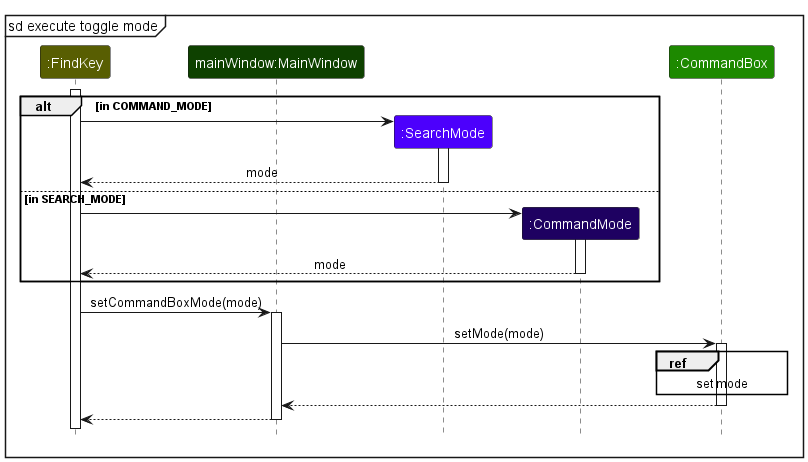 sd execute toggle mode
:FindKey
mainWindow:MainWindow
:CommandBox
alt
[in COMMAND_MODE]
:SearchMode
mode
[in SEARCH_MODE]
:CommandMode
mode
setCommandBoxMode(mode)
setMode(mode)
ref
set mode